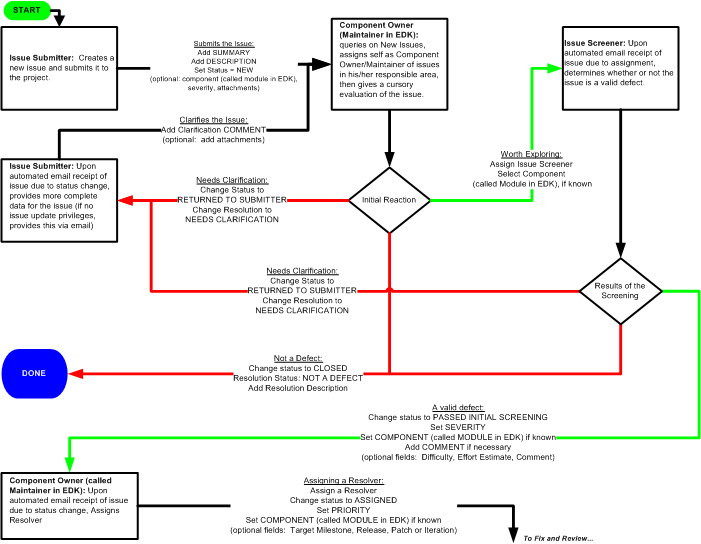 START
Issue Submitter: Creates a
new issue and submits it to
the project.
Submits the Issue:
Add SUMMARY
Add DESCRIPTION
Set Status = NEW
(optional: component (called module in EDK),
severity, attachments)
Component Owner
(Maintainer in EDK):
queries on New Issues,
assigns self as Component
Owner/Maintainer of issues
in his/her responsible area,
then gives a cursory
evaluation of the issue.
Issue Screener: Upon
automated email receipt of
issue due to assignment,
determines whether or not the
issue is a valid defect.
Clarifies the Issue:
Add Clarification COMMENT
(optional: add attachments)
Worth Exploring:
Assign Issue Screener
Select Component
(called Module in EDK), if known
Issue Submitter: Upon
automated email receipt of
issue due to status change,
provides more complete
data for the issue (if no
issue update privileges,
provides this via email)
Needs Clarification:
Change Status to
RETURNED TO SUBMITTER
Change Resolution to
NEEDS CLARIFICATION
Initial Reaction
Needs Clarification:
Change Status to
RETURNED TO SUBMITTER
Change Resolution to
NEEDS CLARIFICATION
Results of the
Screening
DONE
Not a Defect:
Change status to CLOSED
Resolution Status: NOT A DEFECT
Add Resolution Description
A valid defect:
Change status to PASSED INITIAL SCREENING
Set SEVERITY
Set COMPONENT (called MODULE in EDK) if known
Add COMMENT if necessary
(optional fields: Difficulty, Effort Estimate, Comment)
Component Owner (called
Maintainer in EDK): Upon
automated email receipt of issue
due to status change, Assigns
Resolver
Assigning a Resolver:
Assign a Resolver
Change status to ASSIGNED
Set PRIORITY
Set COMPONENT (called MODULE in EDK) if known
(optional fields: Target Milestone, Release, Patch or Iteration)
To Fix and Review...